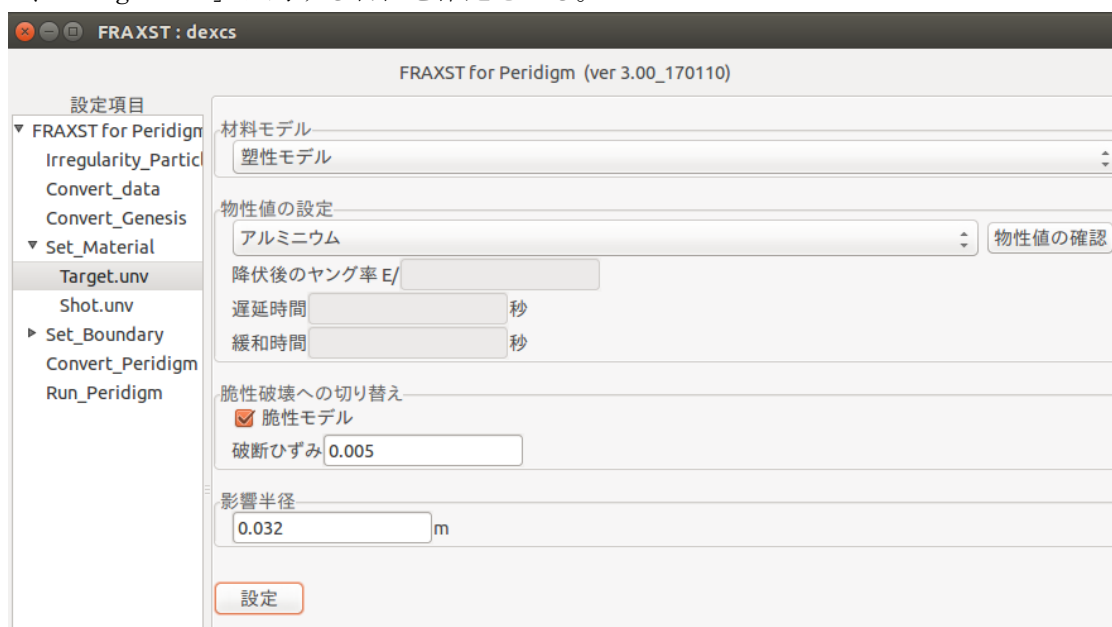 FRAXST : dexcs
FRAXST for Peridigm (ver 3.00_170110)
設定項目
FRAXST for Peridigm
Irregularity_Particl
Convert_data
Convert_Genesis
Set_Material
Target.unv
Shot.unv
Set_Boundary
Convert_Peridigm
Run_Peridigm
材料モデル
塑性モデル
物性値の設定
アルミニウム
物性値の確認
降伏後のヤング率 E/
遅延時間 秒
緩和時間 秒
脆性破壊への切り替え
脆性モデル
破断ひずみ 0.005
影響半径
0.032 m
設定